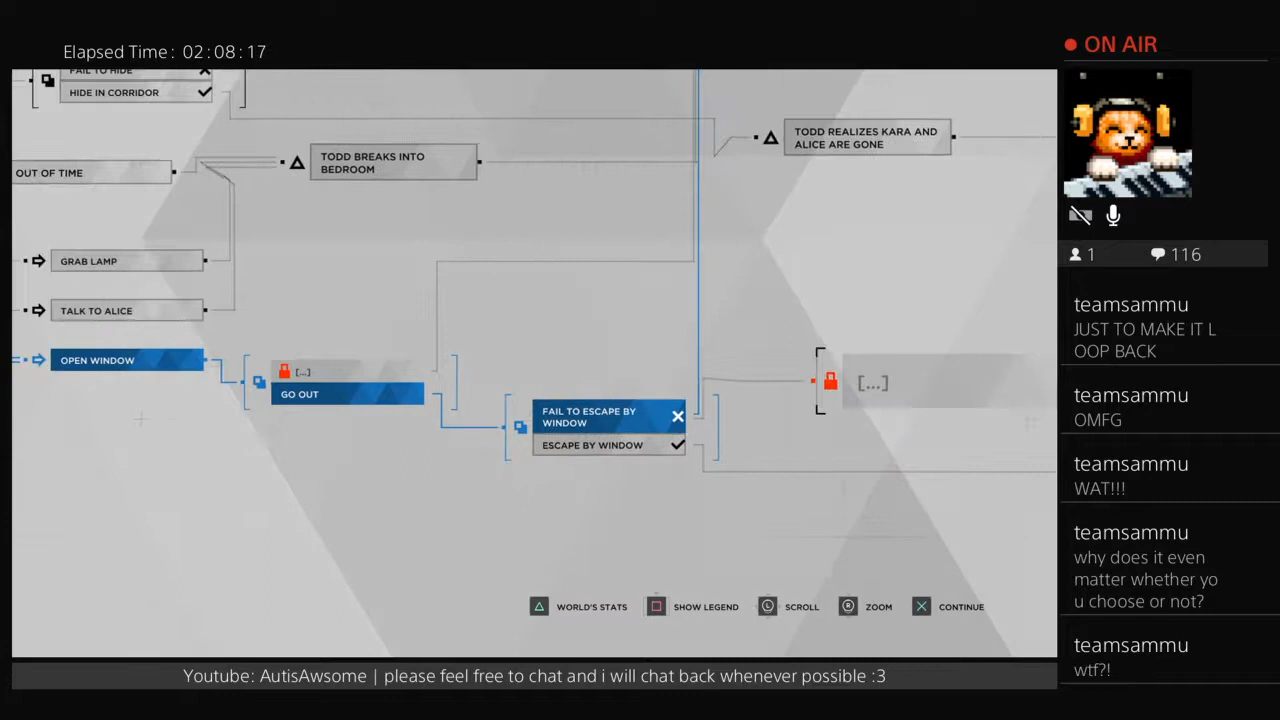 Elapsed Time: 02:08:17
ON AIR
FAIL TO HIDE
HIDE IN CORRIDOR
TODD REALIZES KARA AND
ALICE ARE GONE
TODD BREAKS INTO
BEDROOM
OUT OF TIME
1
116
GRAB LAMP
TALK TO ALICE
OPEN WINDOW
[...]
GO OUT
FAIL TO ESCAPE BY
WINDOW
ESCAPE BY WINDOW
[...]
teamsammu
JUST TO MAKE IT L
OOP BACK
teamsammu
OMFG
teamsammu
WAT!!!
teamsammu
why does it even
matter whether yo
u choose or not?
teamsammu
wtf?!
WORLD'S STATS
SHOW LEGEND
L
SCROLL
R
ZOOM
CONTINUE
Youtube: AutisAwsome | please feel free to chat and i will chat back whenever possible :3